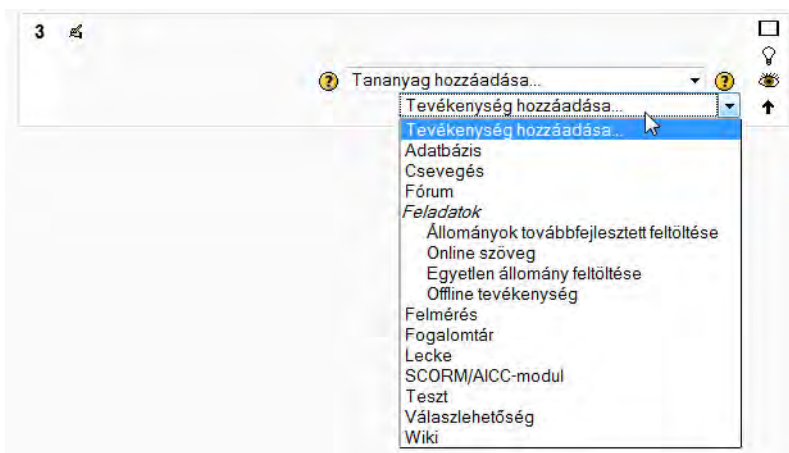 3
? Tananyag hozzáadása... ?
Tevékenység hozzáadása...
Tevékenység hozzáadása...
Adatbázis
Csevegés
Fórum
Feladatok
Állományok továbbfejlesztett feltöltése
Online szöveg
Egyetlen állomány feltöltése
Offline tevékenység
Felmérés
Fogalomtár
Lecke
SCORM/AICC-modul
Teszt
Válaszlehetőség
Wiki